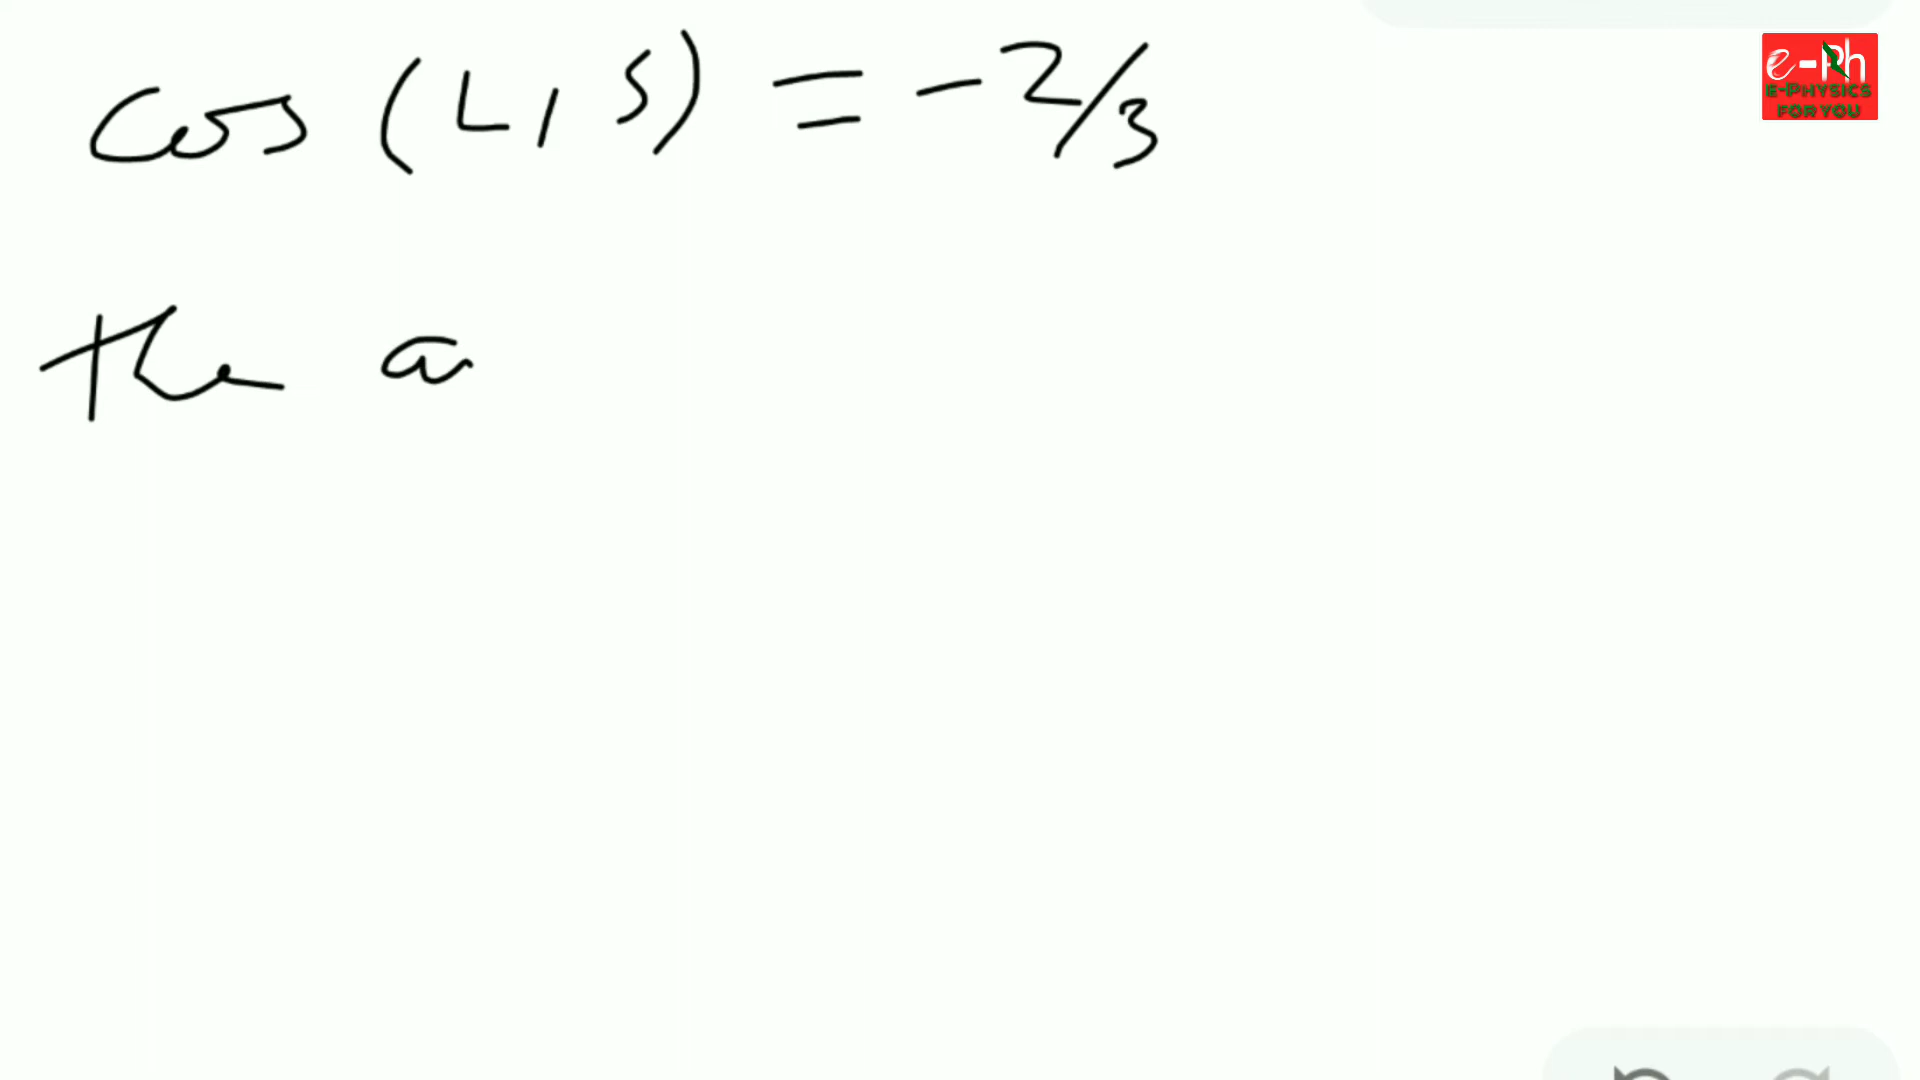 cos (L, S) = -2/3
e-Ph
E-PHYSICS
FOR YOU
the a